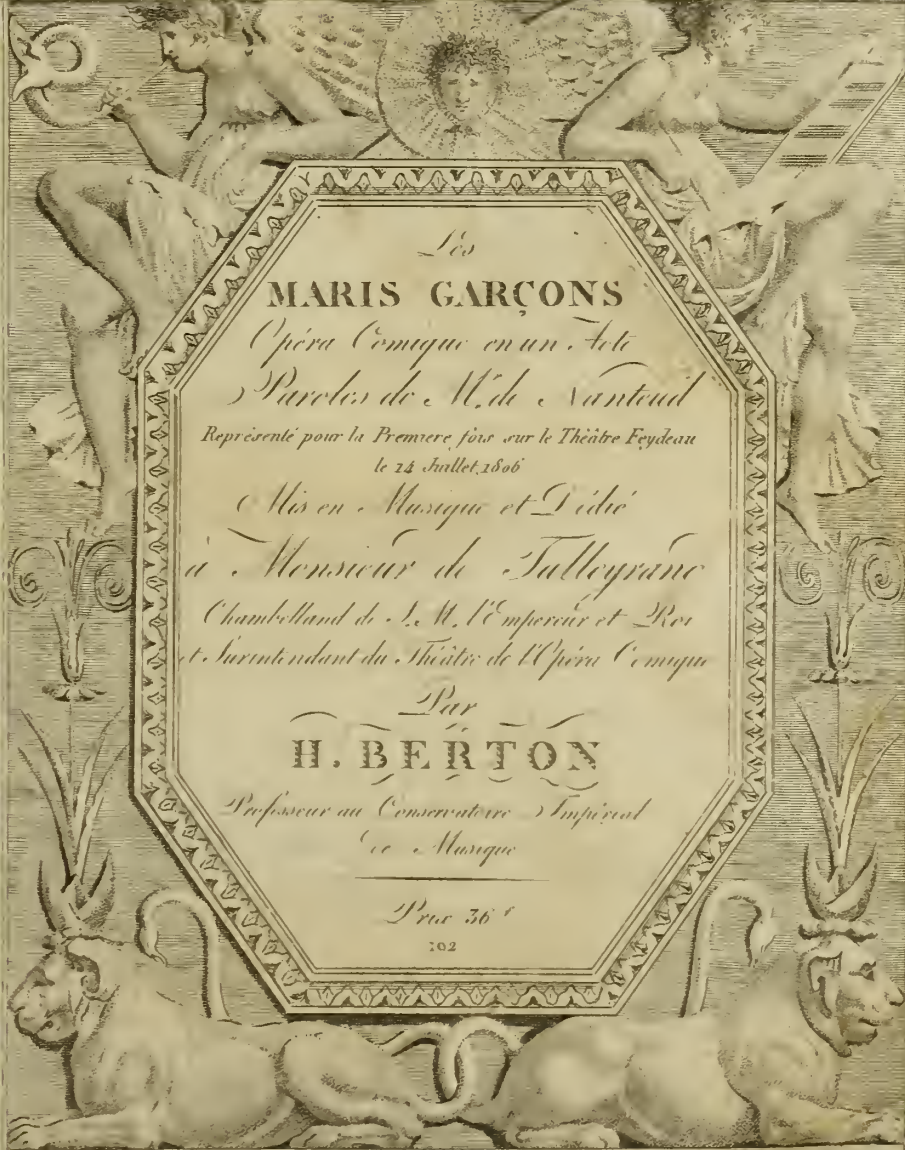 Les
MARIS GARÇONS
Opéra Comique en un Acte
Paroles de Mr. de Nanteuil
Représenté pour la Premiere fois sur le Théâtre Feydeau
le 14 Juillet 1806
Mis en Musique et Dédié
à Monsieur de Talleyrand
Chambelland de S. M. l'Empereur et Roi
et Surintendant du Théâtre de l'Opéra Comique
Par
H. BERTON
Professeur au Conservatoire Impérial
de Musique
Prix 36f
102